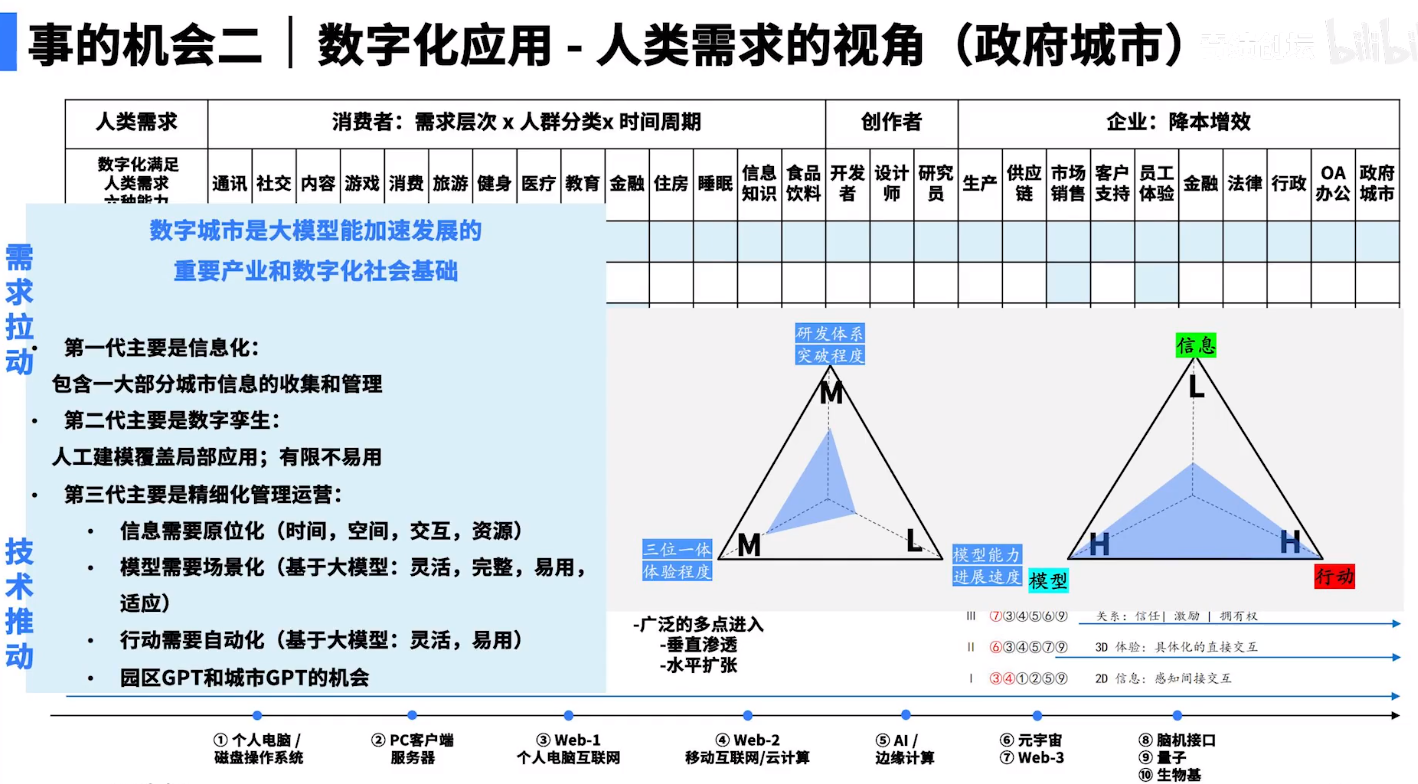 事的机会二｜数字化应用 - 人类需求的视角（政府城市）
bilibili
人类需求
消费者：需求层次 x 人群分类x 时间周期
创作者
企业：降本增效
数字化满足
人类需求
六种能力
通讯
社交
内容
游戏
消费
旅游
健身
医疗
教育
金融
住房
睡眠
信息
知识
食品
饮料
开发
者
设计
师
研究
员
生产
供应
链
市场
销售
客户
支持
员工
体验
金融
法律
行政
OA
办公
政府
城市
需求拉动
技术推动
数字城市是大模型能加速发展的
重要产业和数字化社会基础
• 第一代主要是信息化：
包含一大部分城市信息的收集和管理
• 第二代主要是数字孪生：
人工建模覆盖局部应用；有限不易用
• 第三代主要是精细化管理运营：
• 信息需要原位化（时间，空间，交互，资源）
• 模型需要场景化（基于大模型：灵活，完整，易用，
适应）
• 行动需要自动化（基于大模型：灵活，易用）
• 园区GPT和城市GPT的机会
研发体系
突破程度
M
M
L
三位一体
体验程度
模型能力
进展速度
信息
L
H
H
模型
行动
-广泛的多点进入
-垂直渗透
-水平扩张
III ⑦③④⑤⑥⑨ 关系：信任| 激励 | 拥有权
II ⑥③④⑤⑦⑨ 3D 体验：具体化的直接交互
I ③④①②⑤⑨ 2D 信息：感知间接交互
① 个人电脑 /
磁盘操作系统
② PC客户端
服务器
③ Web-1
个人电脑互联网
④ Web-2
移动互联网/云计算
⑤ AI /
边缘计算
⑥ 元宇宙
⑦ Web-3
⑧ 脑机接口
⑨ 量子
⑩ 生物基